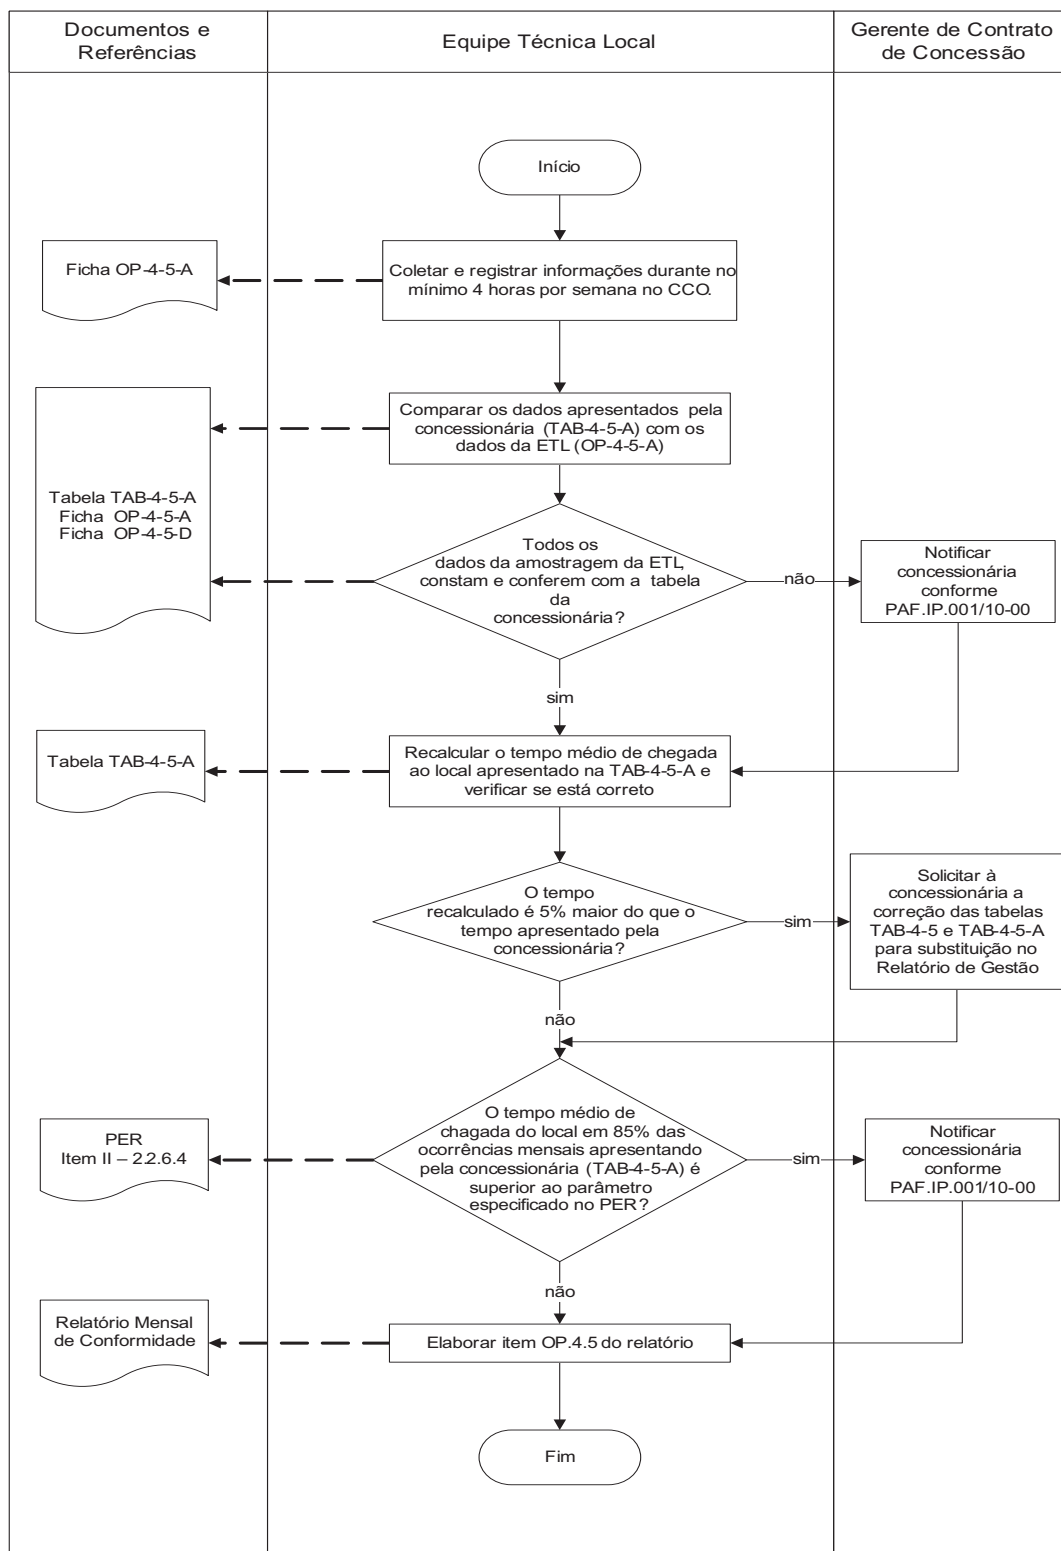 Documentos e
Referências
Equipe Técnica Local
Gerente de Contrato
de Concessão
Início
Ficha OP-4-5-A
Coletar e registrar informações durante no
mínimo 4 horas por semana no CCO.
Comparar os dados apresentados pela
concessionária (TAB-4-5-A) com os
dados da ETL (OP-4-5-A)
Tabela TAB-4-5-A
Ficha OP-4-5-A
Ficha OP-4-5-D
Todos os
dados da amostragem da ETL,
constam e conferem com a tabela
da
concessionária?
não
Notificar
concessionária
conforme
PAF.IP.001/10-00
sim
Tabela TAB-4-5-A
Recalcular o tempo médio de chegada
ao local apresentado na TAB-4-5-A e
verificar se está correto
O tempo
recalculado é 5% maior do que o
tempo apresentado pela
concessionária?
sim
Solicitar à
concessionária a
correção das tabelas
TAB-4-5 e TAB-4-5-A
para substituição no
Relatório de Gestão
não
PER
Item II – 2.2.6.4
O tempo médio de
chagada do local em 85% das
ocorrências mensais apresentando
pela concessionária (TAB-4-5-A) é
superior ao parâmetro
especificado no PER?
sim
Notificar
concessionária
conforme
PAF.IP.001/10-00
não
Relatório Mensal
de Conformidade
Elaborar item OP.4.5 do relatório
Fim